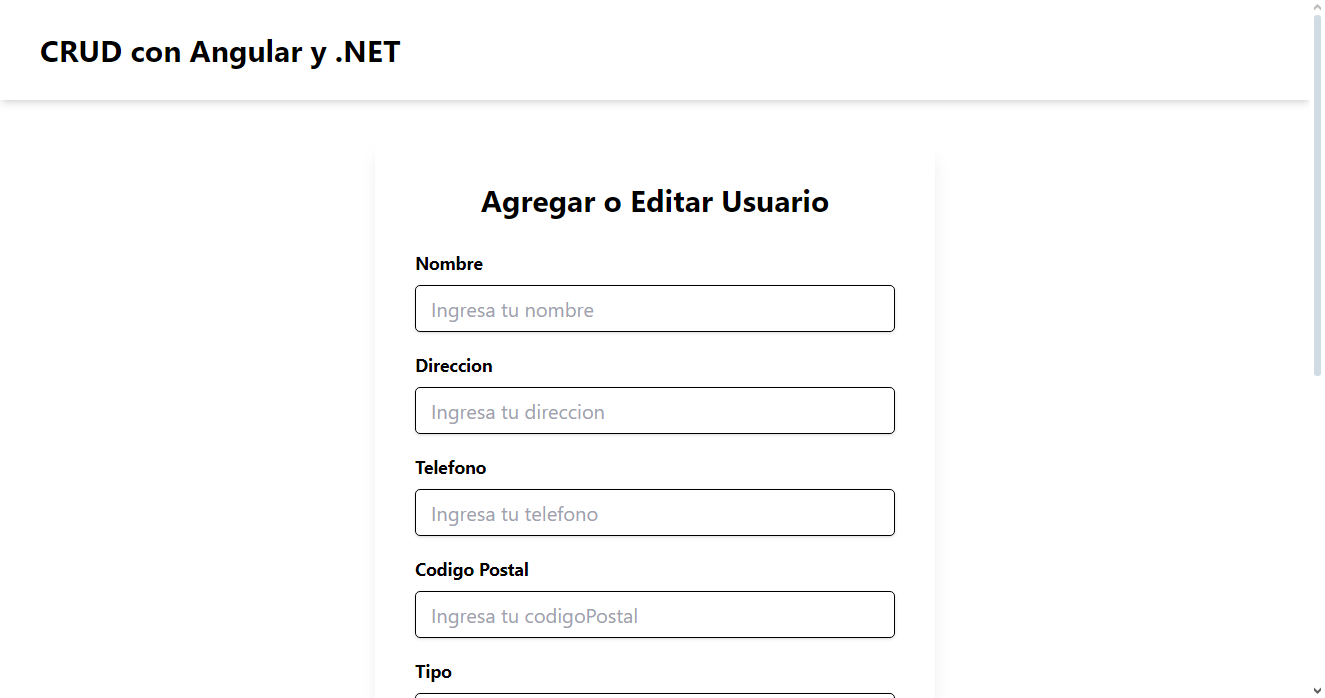 CRUD con Angular y .NET
Agregar o Editar Usuario
Nombre
Ingresa tu nombre
Direccion
Ingresa tu direccion
Telefono
Ingresa tu telefono
Codigo Postal
Ingresa tu codigoPostal
Tipo